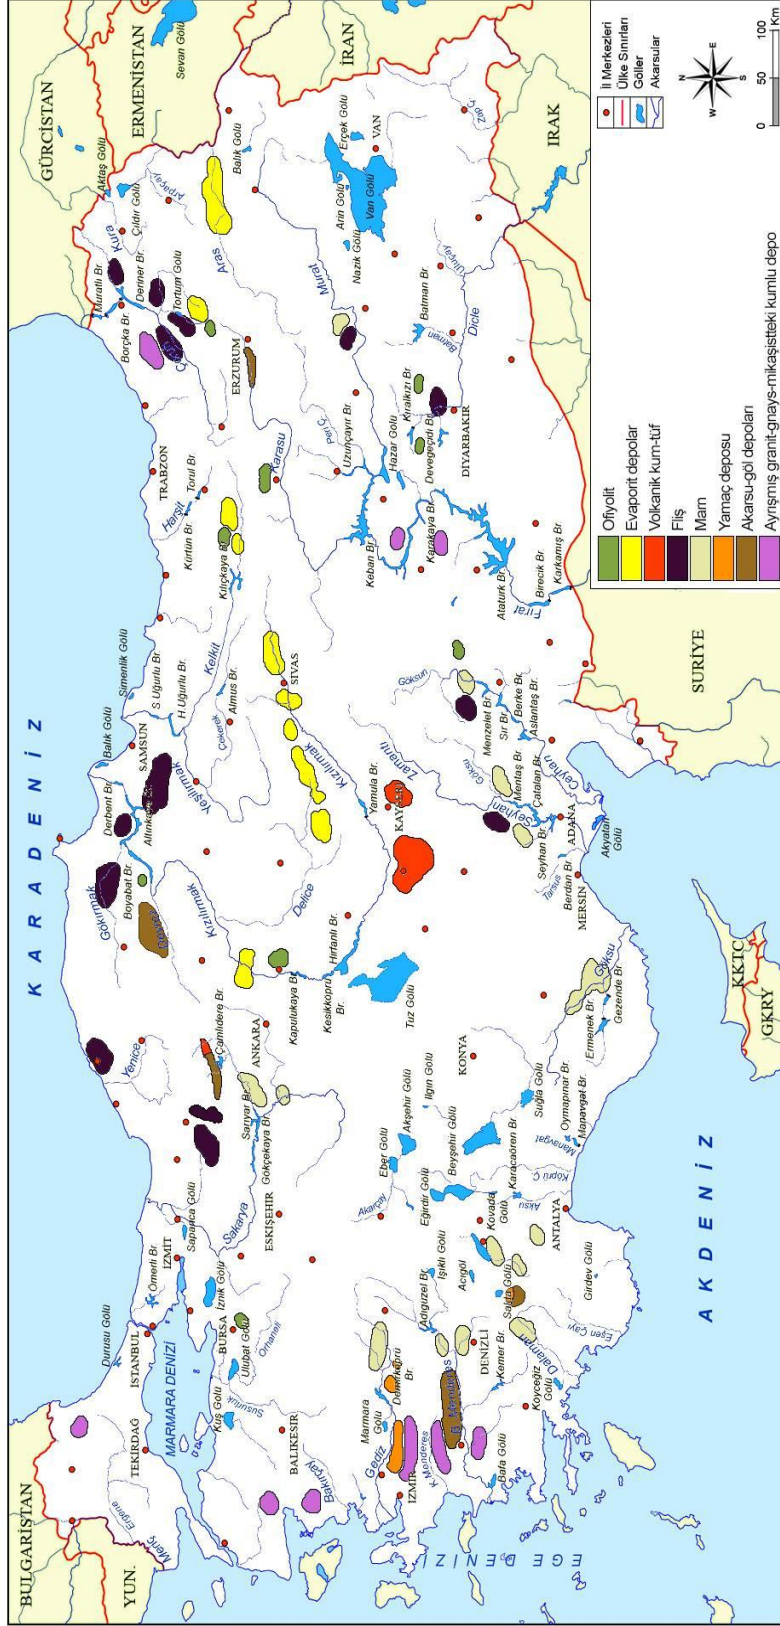 KARADENİZ
BULGARİSTAN
YUN.
GÜRCİSTAN
ERMENİSTAN
İRAN
IRAK
SURİYE
KKTC
GKRY
AKDENİZ
EGE DENİZİ
MARMARA DENİZİ
Meriç
Ergene
TEKİRDAĞ
İSTANBUL
Durusu Gölü
Ömerli Br.
İZMİT
Sapanca Gölü
İznik Gölü
BURSA
Ulubat Gölü
Kuş Gölü
Susurluk
Orhaneli
BALIKESİR
Bakırçay
Sakarya
ESKİŞEHİR
Gökçekaya Br.
Sarıyar Br.
ANKARA
Çamlıdere Br.
Yenice
Gökırmak
Boyabat Br.
Devrez
Kızılırmak
Derbent Br.
Altınkaya Br.
SAMSUN
Balık Gölü
Simenlik Gölü
S.Uğurlu Br.
H.Uğurlu Br.
Yeşilırmak
Çekerek
Almus Br.
Kelkit
Kılıçkaya Br.
Kürtün Br.
Harşit
Torul Br.
TRABZON
Borçka Br.
Muratlı Br.
Deriner Br.
Tortum Gölü
Kura
Çıldır Gölü
Aktaş Gölü
Arpaçay
Aras
Balık Gölü
Sevan Gölü
ERZURUM
Karasu
Murat
Peri Ç.
Uzunçayır Br.
Nazik Gölü
Arin Gölü
Van Gölü
Erçek Gölü
VAN
Zap Ç.
Uluçay
Batman Br.
Batman
Dicle
Kıralkızı Br.
Devegeçidi Br.
DİYARBAKIR
Hazar Gölü
Keban Br.
Karakaya Br.
Atatürk Br.
Birecik Br.
Karkamış Br.
Fırat
SİVAS
Kızılırmak
Delice
Yamula Br.
KAYSERİ
Zamantı
Göksun
Göksu
Menzelet Br.
Sır Br.
Berke Br.
Aslantaş Br.
Ceyhan
Mentaş Br.
Çatalan Br.
Seyhan
Seyhan Br.
ADANA
Akyatan
Gölü
Tarsus
Berdan Br.
MERSİN
Göksu
Gezende Br.
Ermenek Br.
Kapulukaya Br.
Kesikköprü
Br.
Hirfanlı Br.
Tuz Gölü
KONYA
Ilgın Gölü
Akşehir Gölü
Eber Gölü
Akarçay
Beyşehir Gölü
Suğla Gölü
Eğirdir Gölü
Karacaören Br.
Oymapınar Br.
Manavgat Br.
Manavgat
Köprü Ç.
Aksu
ANTALYA
Kovada
Gölü
Işıklı Gölü
Acıgöl
Salda Gölü
Girdev Gölü
Eşen Çayı
Dalaman
Köyceğiz
Gölü
Kemer Br.
DENİZLİ
Adıgüzel Br.
Demirköprü
Br.
Marmara
Gölü
Gediz
İZMİR
K.Menderes
B. Menderes
Bafa Gölü
İl Merkezleri
Ülke Sınırları
Göller
Akarsular
N
E
S
W
0 50 100
Km
Ofiyolit
Evaporit depolar
Volkanik kum-tüf
Fliş
Marn
Yamaç deposu
Akarsu-göl depoları
Ayrışmış granit-gnays-mikaşistteki kumlu depo